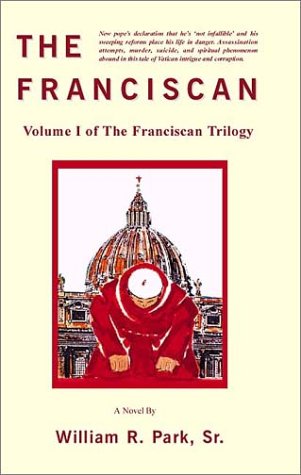 THE
New pope's declaration that he's 'not infallible' and his
sweeping reform place his life in danger. Assassination
attempts, murder, suicide, and spiritual phenomenon
abound in this tale of Vatican intrigue and corruption.
FRANCISCAN
Volume I of The Franciscan Trilogy
A Novel By
William R. Park, Sr.